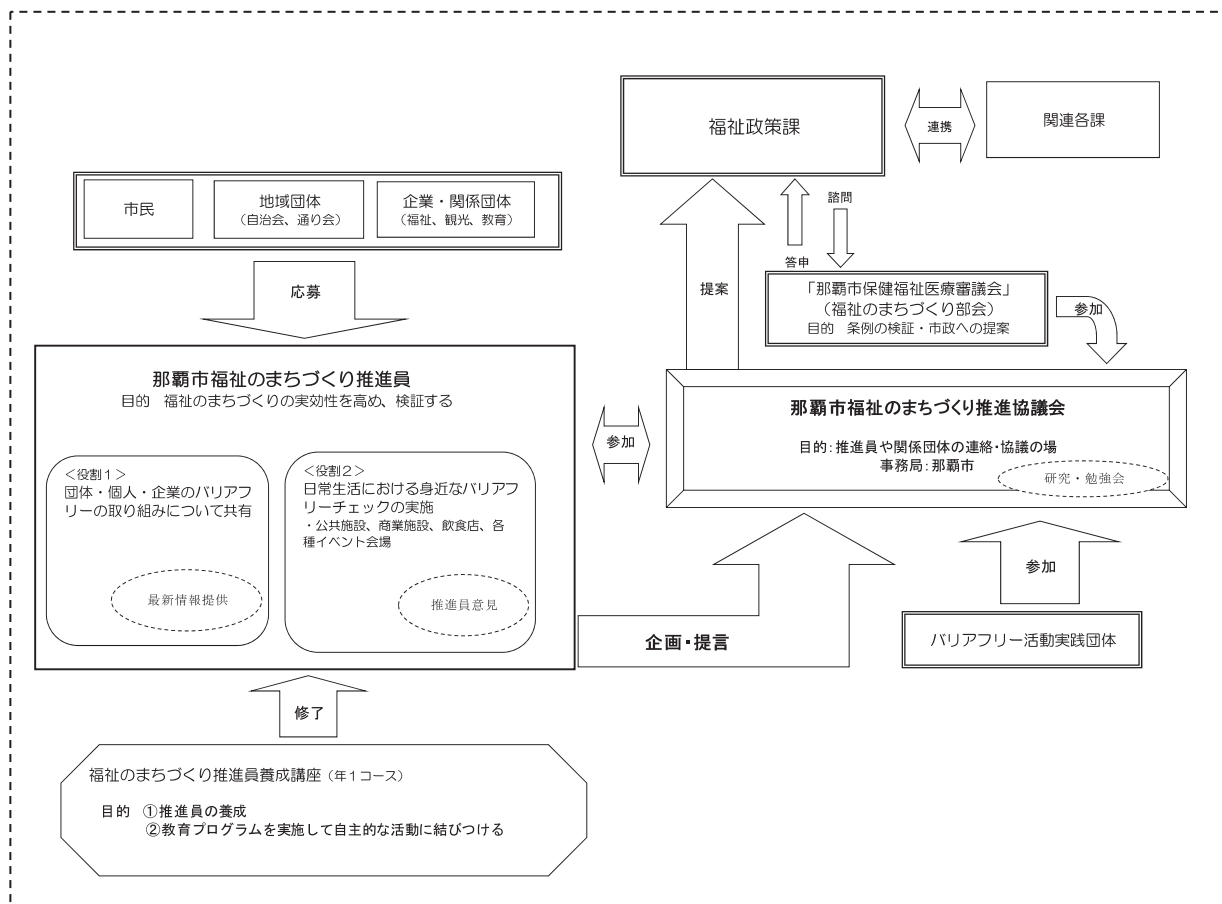 福祉政策課
連携
関連各課
市民
地域団体
（自治会、通り会）
企業・関係団体
（福祉、観光、教育）
諮問
答申
応募
提案
「那覇市保健福祉医療審議会」
（福祉のまちづくり部会）
目的　条例の検証・市政への提案
参加
那覇市福祉のまちづくり推進員
目的　福祉のまちづくりの実効性を高め、検証する
参加
那覇市福祉のまちづくり推進協議会
目的：推進員や関係団体の連絡・協議の場
事務局：那覇市
研究・勉強会
＜役割１＞
団体・個人・企業のバリアフ
リーの取り組みについて共有
最新情報提供
＜役割２＞
日常生活における身近なバリアフ
リーチェックの実施
・公共施設、商業施設、飲食店、各
種イベント会場
推進員意見
参加
企画・提言
バリアフリー活動実践団体
修了
福祉のまちづくり推進員養成講座（年１コース）
目的　①推進員の養成
②教育プログラムを実施して自主的な活動に結びつける